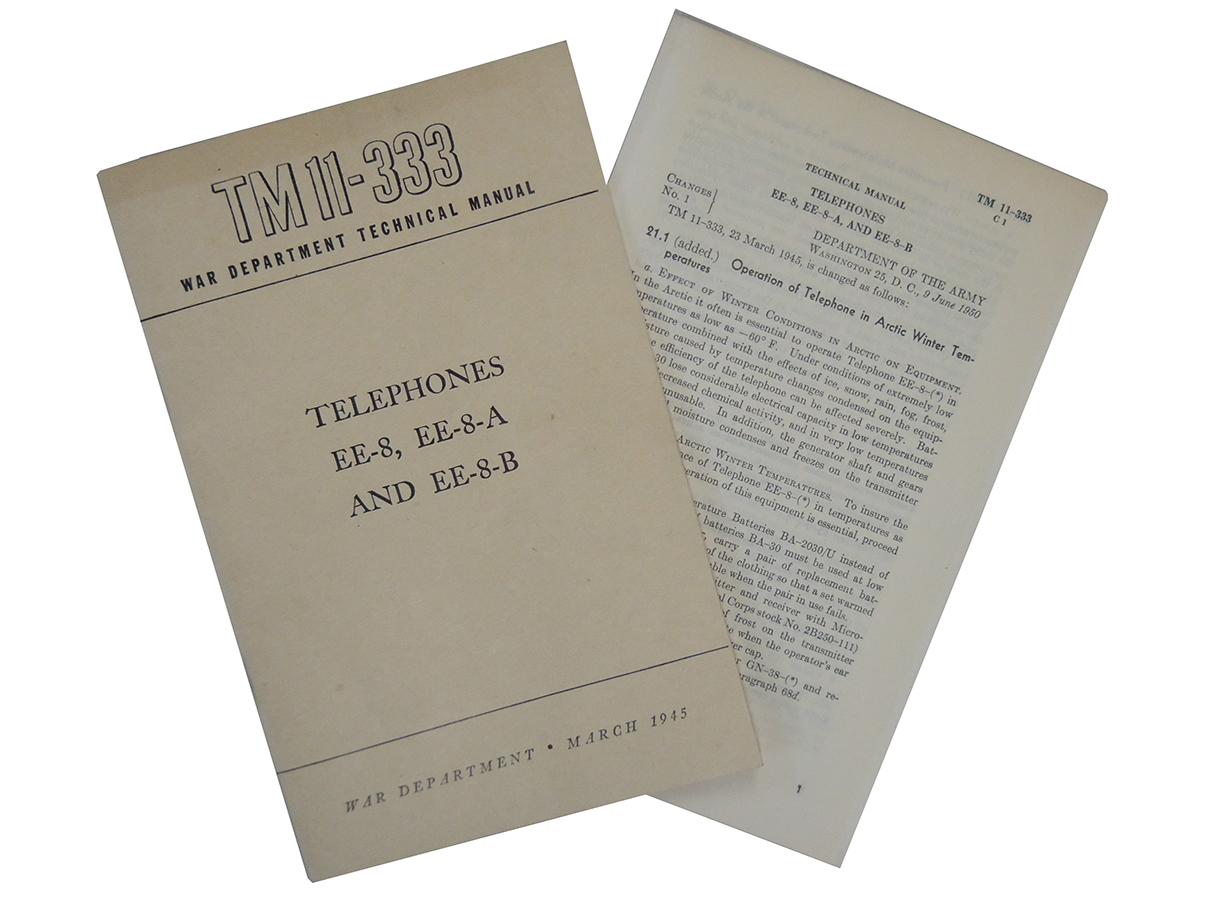 TM 11-333
WAR DEPARTMENT TECHNICAL MANUAL
TELEPHONES
EE-8, EE-8-A
AND EE-8-B
WAR DEPARTMENT • MARCH 1945
TECHNICAL MANUAL
TELEPHONES
EE-8, EE-8-A, AND EE-8-B
TM 11-333
C 1
CHANGES
No. 1
DEPARTMENT OF THE ARMY
WASHINGTON 25, D. C., 9 June 1950
TM 11-333, 23 March 1945, is changed as follows:
21.1 (added.) Operation of Telephone in Arctic Winter Tem-
peratures
a. EFFECT OF WINTER CONDITIONS IN ARCTIC ON EQUIPMENT.
In the Arctic it often is essential to operate Telephone EE-8-(*) in
temperatures as low as -60° F. Under conditions of extremely low
combined with the effects of ice, snow, rain, fog, frost,
caused by temperature changes condensed on the equip-
efficiency of the telephone can be affected severely. Bat-
30 lose considerable electrical capacity in low temperatures
decreased chemical activity, and in very low temperatures
unusable. In addition, the generator shaft and gears
moisture condenses and freezes on the transmitter
ARCTIC WINTER TEMPERATURES. To insure the
of Telephone EE-8-(*) in temperatures as
of this equipment is essential, proceed
Batteries BA-2030/U instead of
batteries BA-30 must be used at low
carry a pair of replacement bat-
of the clothing so that a set warmed
when the pair in use fails.
and receiver with Micro-
Corps stock No. 2B250-111)
of frost on the transmitter
when the operator's ear
cap.
GN-38-(*) and re-
paragraph 68d.
1